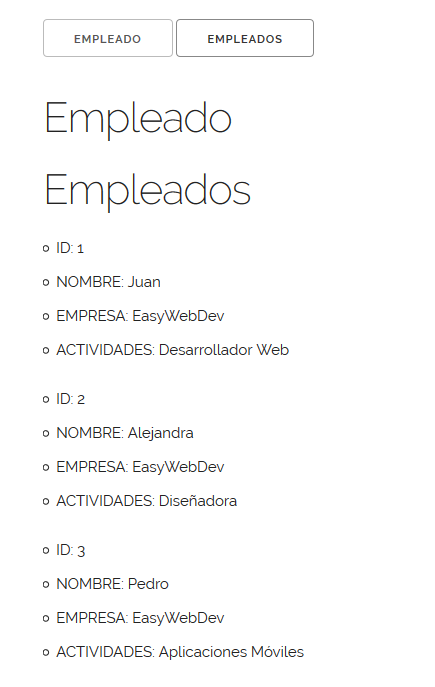 EMPLEADO EMPLEADOS
Empleado
Empleados
ID: 1
NOMBRE: Juan
EMPRESA: EasyWebDev
ACTIVIDADES: Desarrollador Web
ID: 2
NOMBRE: Alejandra
EMPRESA: EasyWebDev
ACTIVIDADES: Diseñadora
ID: 3
NOMBRE: Pedro
EMPRESA: EasyWebDev
ACTIVIDADES: Aplicaciones Móviles